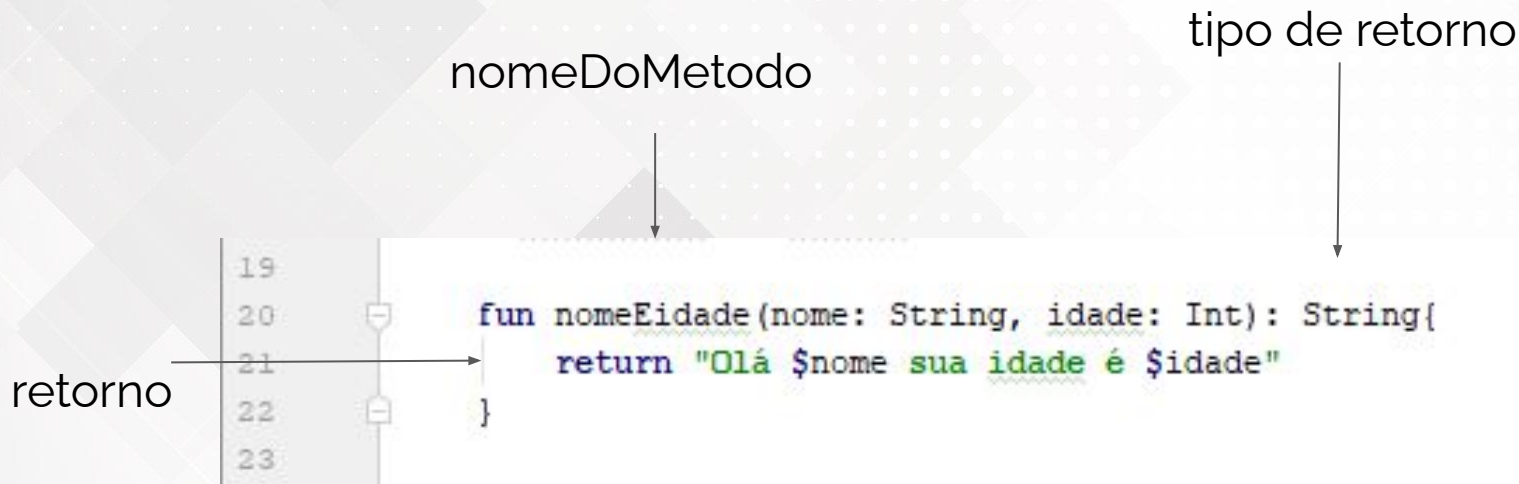 tipo de retorno
nomeDoMetodo
19
20 fun nomeEidade(nome: String, idade: Int): String{
retorno
21 return "Olá $nome sua idade é $idade"
22 }
23